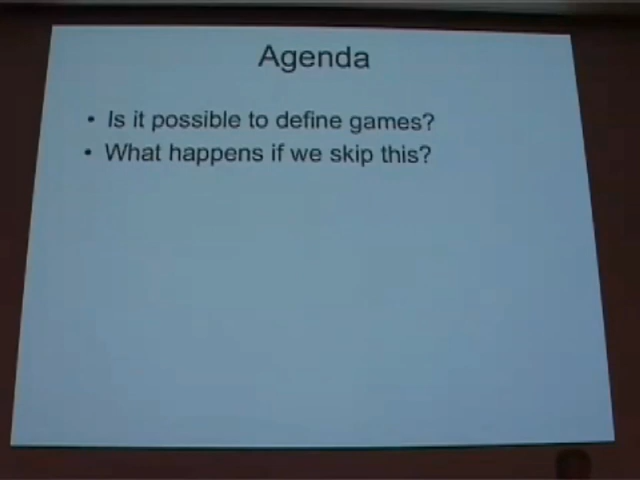 Agenda
• Is it possible to define games?
• What happens if we skip this?